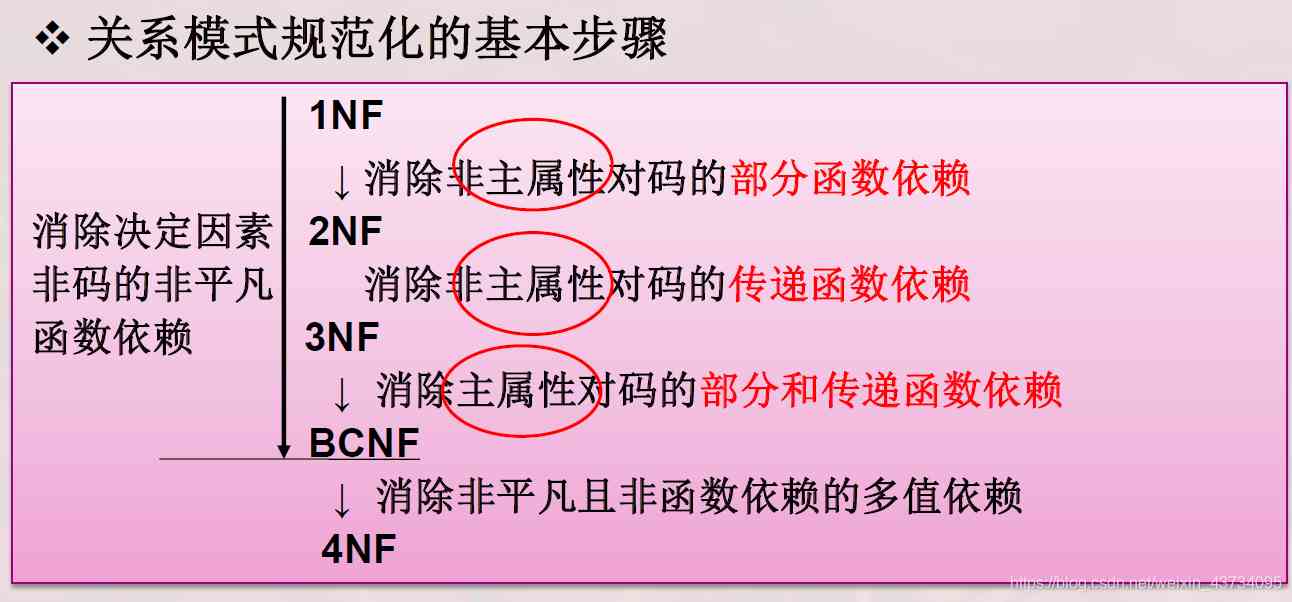 ❖ 关系模式规范化的基本步骤
1NF
↓消除非主属性对码的部分函数依赖
2NF
消除非主属性对码的传递函数依赖
3NF
↓ 消除主属性对码的部分和传递函数依赖
BCNF
↓ 消除非平凡且非函数依赖的多值依赖
4NF
消除决定因素
非码的非平凡
函数依赖
https://blog.csdn.net/weixin_43734095